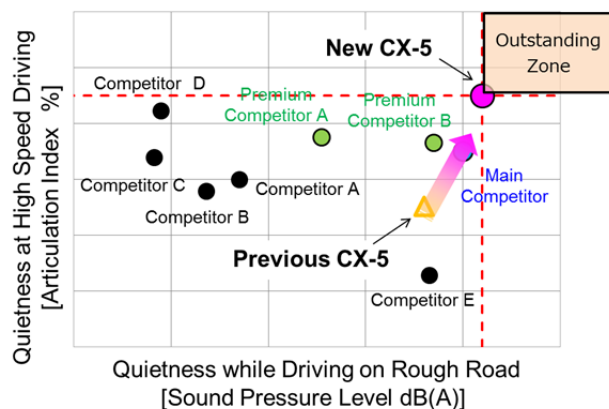 Outstanding
Zone
New CX-5
Competitor D
Premium
Competitor A
Premium
Competitor B
Competitor C
Competitor A
Competitor B
Main
Competitor
Previous CX-5
Competitor E
Quietness at High Speed Driving
[Articulation Index %]
Quietness while Driving on Rough Road
[Sound Pressure Level dB(A)]